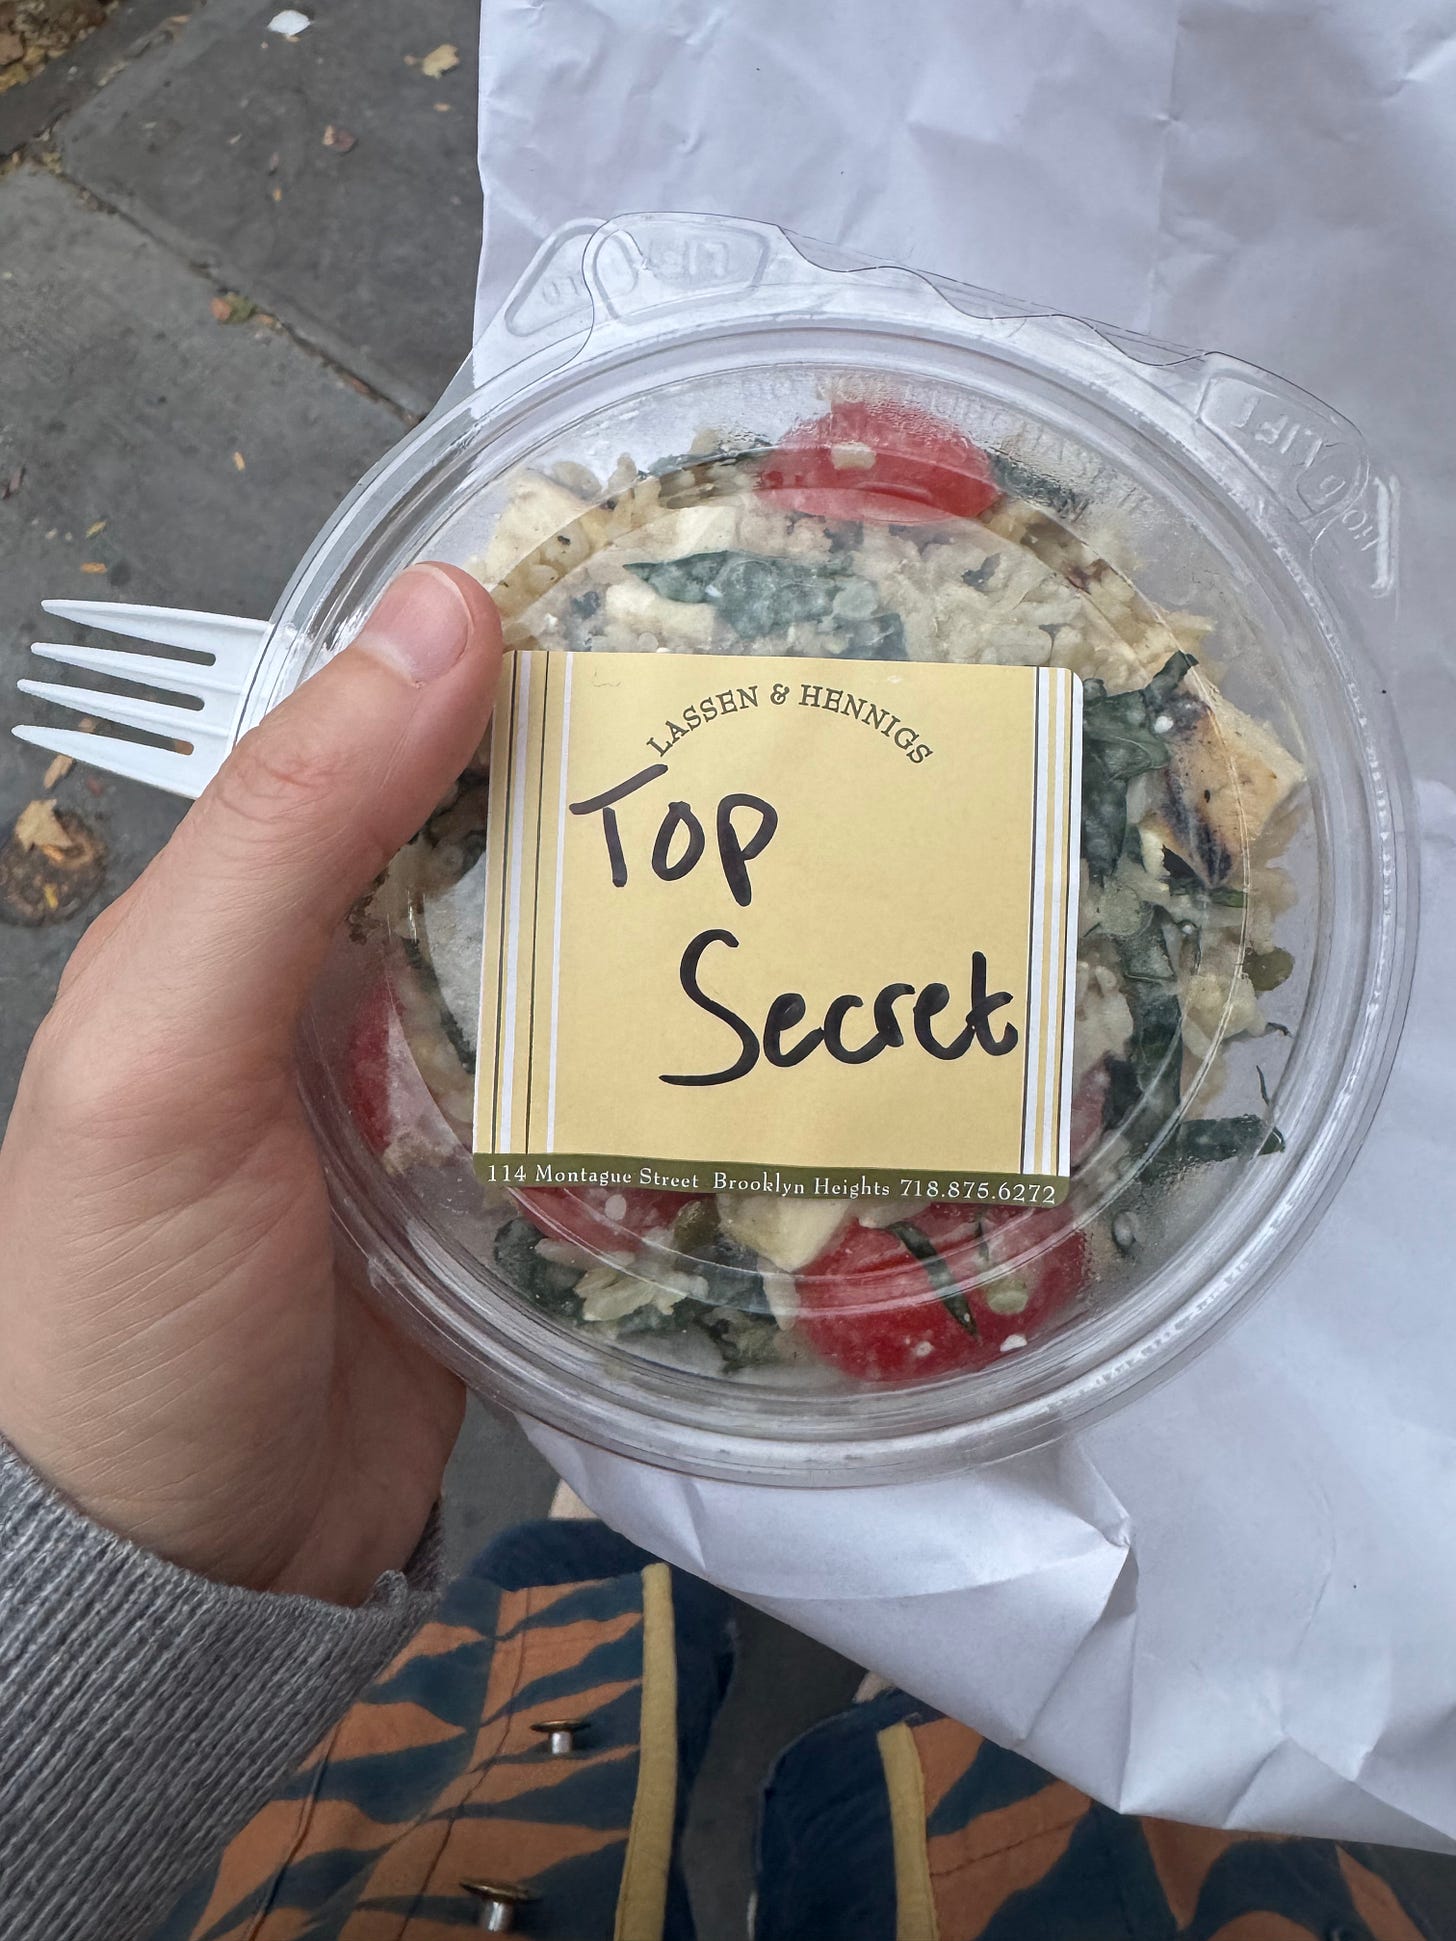 LASSEN & HENNIGS
Top
Secret
114 Montague Street Brooklyn Heights 718.875.6272